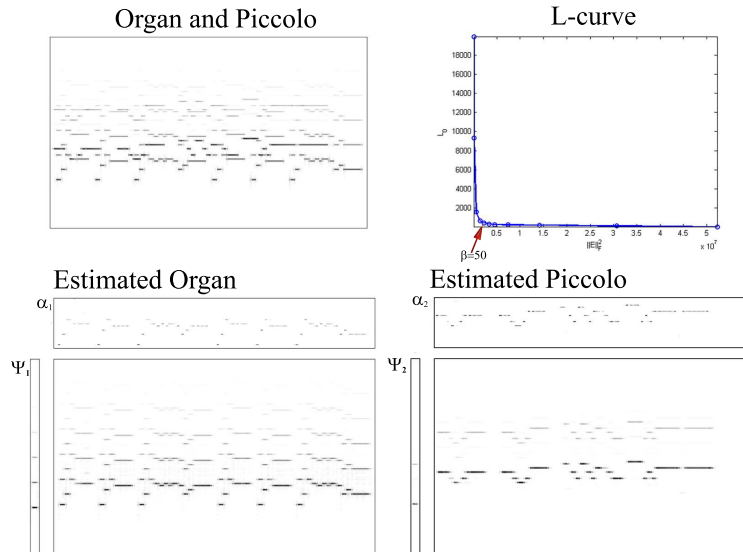 Organ and Piccolo
L-curve
18000
16000
14000
12000
10000
8000
6000
4000
2000
L₀
0.5 1 1.5 2 2.5 3 3.5 4 4.5 5
||E||²F
x 10⁷
β=50
Estimated Organ
Estimated Piccolo
α₁
α₂
Ψ₁
Ψ₂